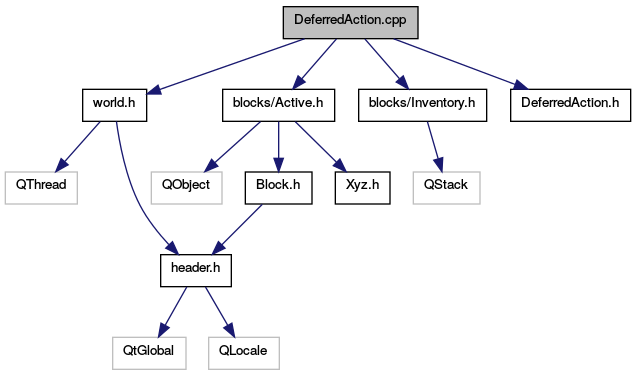 DeferredAction.cpp
world.h
blocks/Active.h
blocks/Inventory.h
DeferredAction.h
QThread
QObject
Block.h
Xyz.h
QStack
header.h
QtGlobal
QLocale